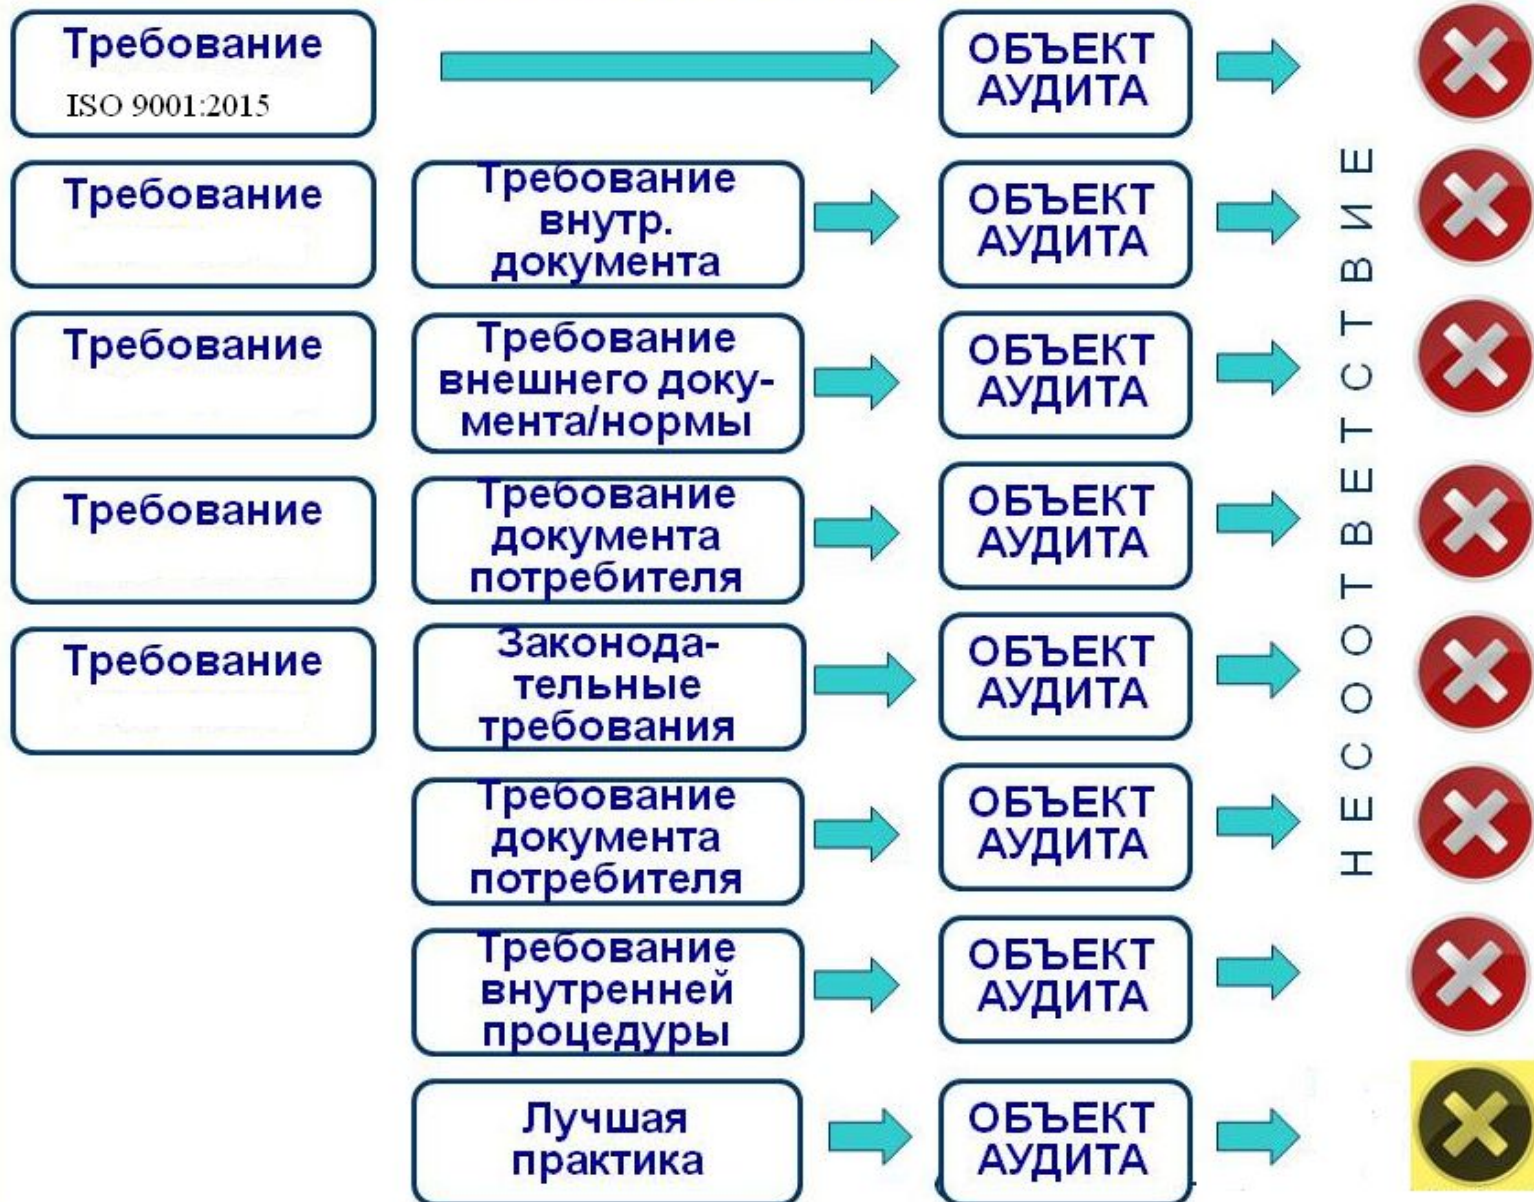 Требование
ISO 9001:2015
ОБЪЕКТ
АУДИТА
Требование
Требование
внутр.
документа
ОБЪЕКТ
АУДИТА
Требование
Требование
внешнего доку-
мента/нормы
ОБЪЕКТ
АУДИТА
Требование
Требование
документа
потребителя
ОБЪЕКТ
АУДИТА
Требование
Законода-
тельные
требования
ОБЪЕКТ
АУДИТА
Требование
документа
потребителя
ОБЪЕКТ
АУДИТА
Требование
внутренней
процедуры
ОБЪЕКТ
АУДИТА
Лучшая
практика
ОБЪЕКТ
АУДИТА
НЕСООТВЕТСТВИЕ